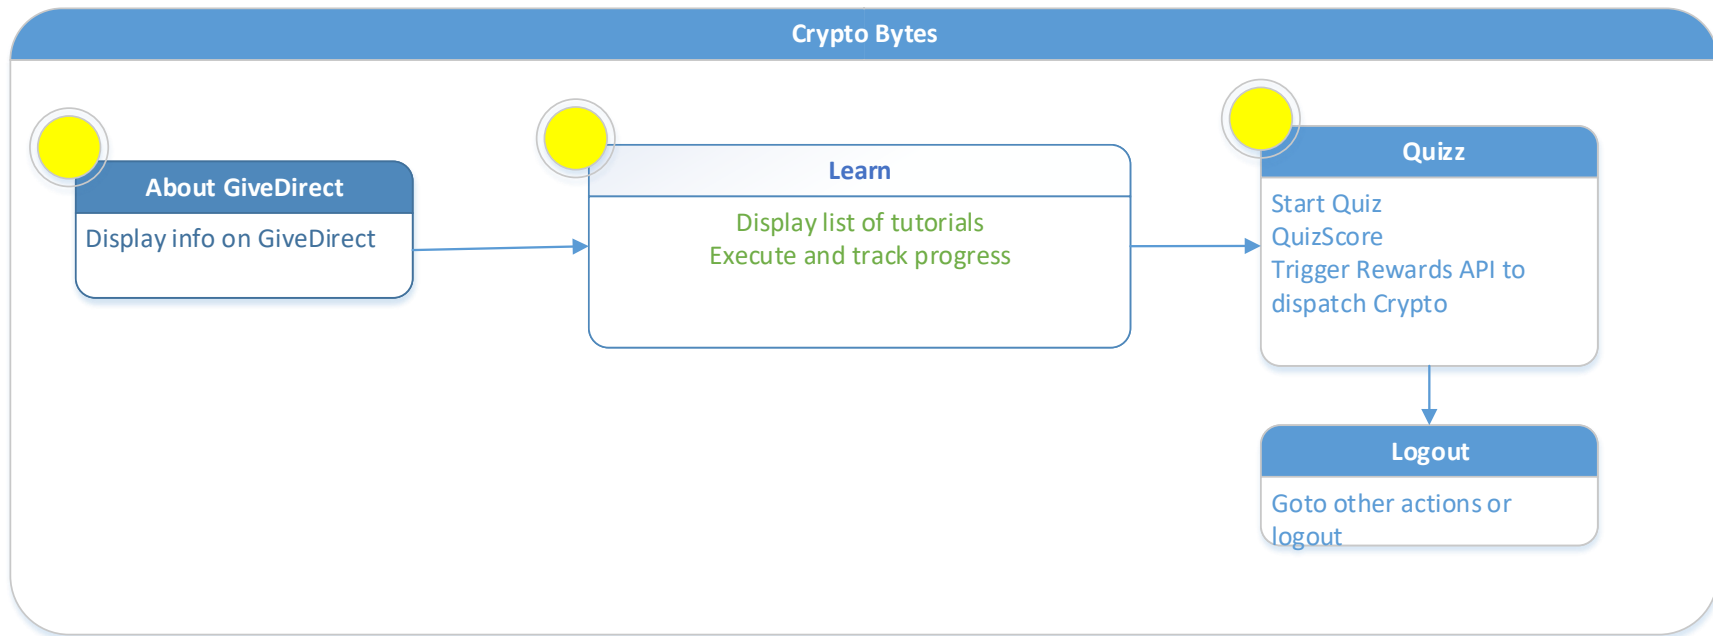 Crypto Bytes
About GiveDirect
Display info on GiveDirect
Learn
Display list of tutorials
Execute and track progress
Quizz
Start Quiz
QuizScore
Trigger Rewards API to
dispatch Crypto
Logout
Goto other actions or
logout